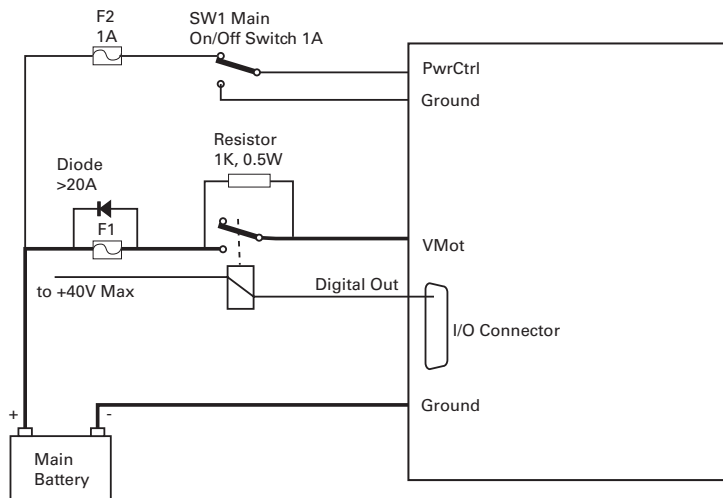 F2
1A
SW1 Main
On/Off Switch 1A
PwrCtrl
Ground
Resistor
1K, 0.5W
Diode
>20A
F1
VMot
to +40V Max
Digital Out
I/O Connector
Ground
+
-
Main
Battery